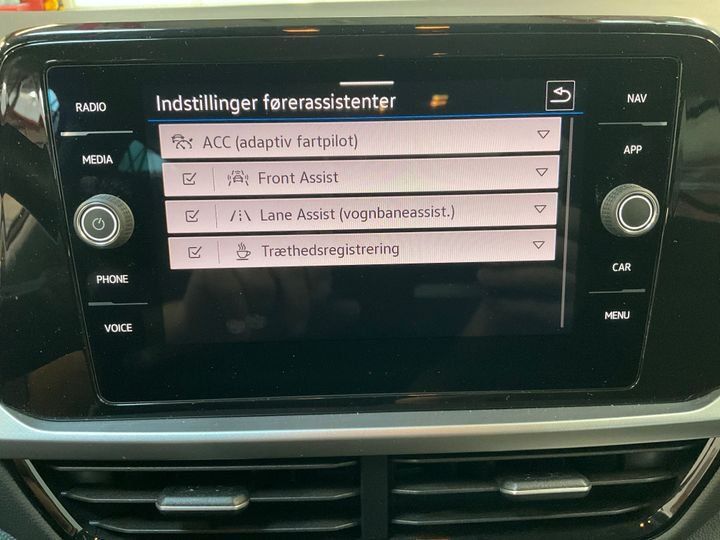 Indstillinger førerassistenter
ACC (adaptiv fartpilot)
Front Assist
Lane Assist (vognbaneassist.)
Træthedsregistrering
RADIO
MEDIA
PHONE
VOICE
NAV
APP
CAR
MENU